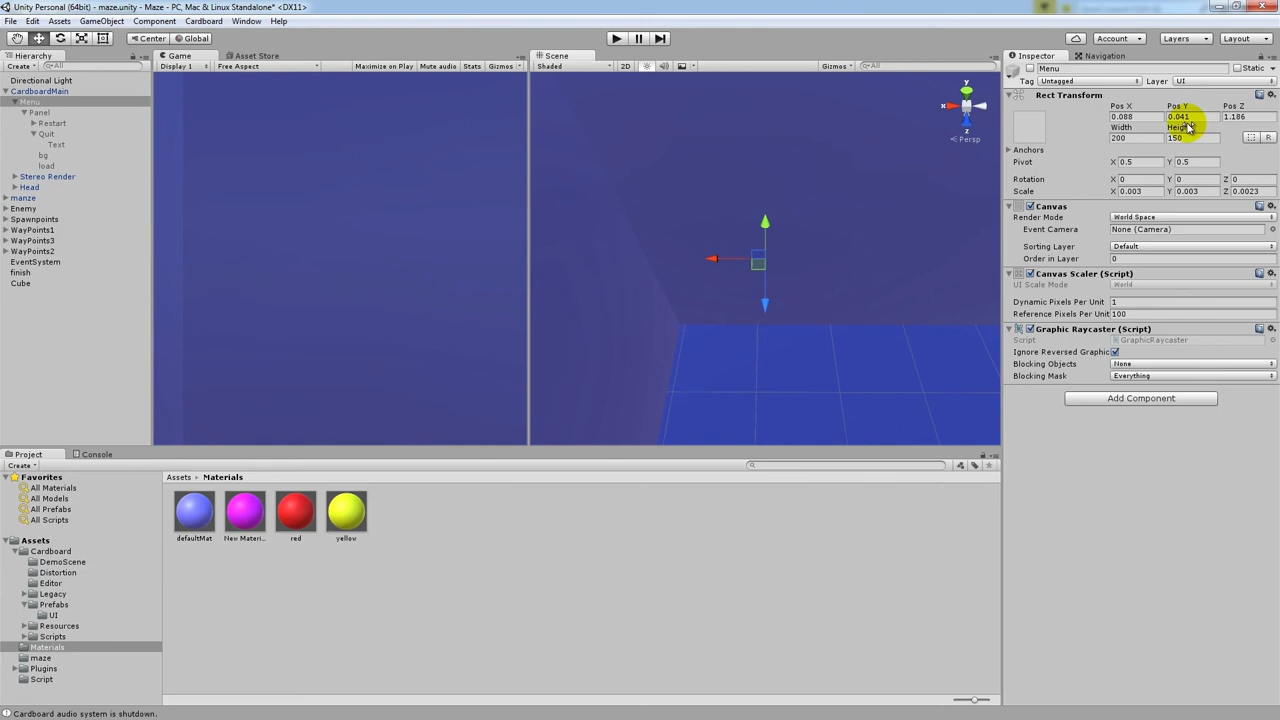 Unity Personal (64bit) - maze.unity - Maze - PC, Mac & Linux Standalone* <DX11>
File Edit Assets GameObject Component Cardboard Window Help
Center Global Account Layers Layout
Hierarchy
Create All
Directional Light
CardboardMain
Menu
Panel
Restart
Quit
Text
bg
load
Stereo Render
Head
manze
Enemy
Spawnpoints
WayPoints1
WayPoints3
WayPoints2
EventSystem
finish
Cube
Game Asset Store
Display 1 Free Aspect Maximize on Play Mute audio Stats Gizmos
Scene
Shaded 2D Gizmos All
y
x
z
Persp
Inspector Navigation
Menu Static
Tag Untagged Layer UI
Rect Transform
Pos X Pos Y Pos Z
0.088 0.041 1.186
Width
200 150
R
Anchors
Pivot X 0.5 Y 0.5
Rotation X 0 Y 0 Z 0
Scale X 0.003 Y 0.003 Z 0.0023
Canvas
Render Mode World Space
Event Camera None (Camera)
Sorting Layer Default
Order in Layer 0
Canvas Scaler (Script)
UI Scale Mode World
Dynamic Pixels Per Unit 1
Reference Pixels Per Unit 100
Graphic Raycaster (Script)
Script GraphicRaycaster
Ignore Reversed Graphic
Blocking Objects None
Blocking Mask Everything
Add Component
Project Console
Create
Favorites
All Materials
All Models
All Prefabs
All Scripts
Assets
Cardboard
DemoScene
Distortion
Editor
Legacy
Prefabs
UI
Resources
Scripts
Materials
maze
Plugins
Script
Assets Materials
defaultMat New Materi... red yellow
Cardboard audio system is shutdown.